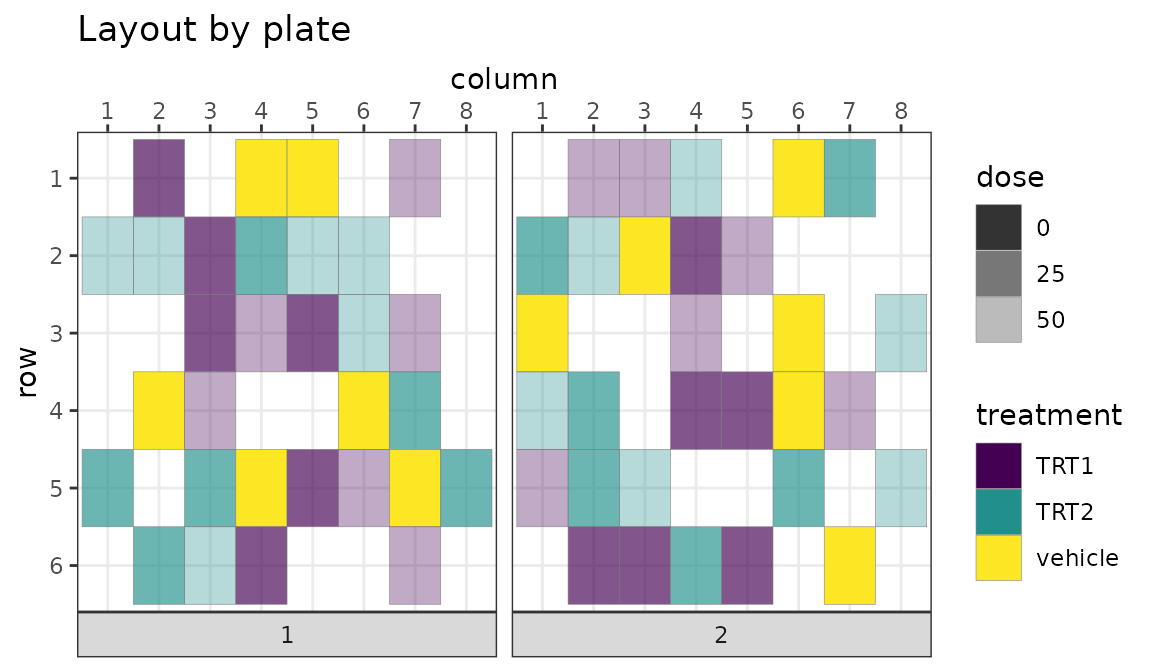 Layout by plate
column
1 2 3 4 5 6 7 8 1 2 3 4 5 6 7 8
row
1
2
3
4
5
6
1 2
dose
0
25
50
treatment
TRT1
TRT2
vehicle